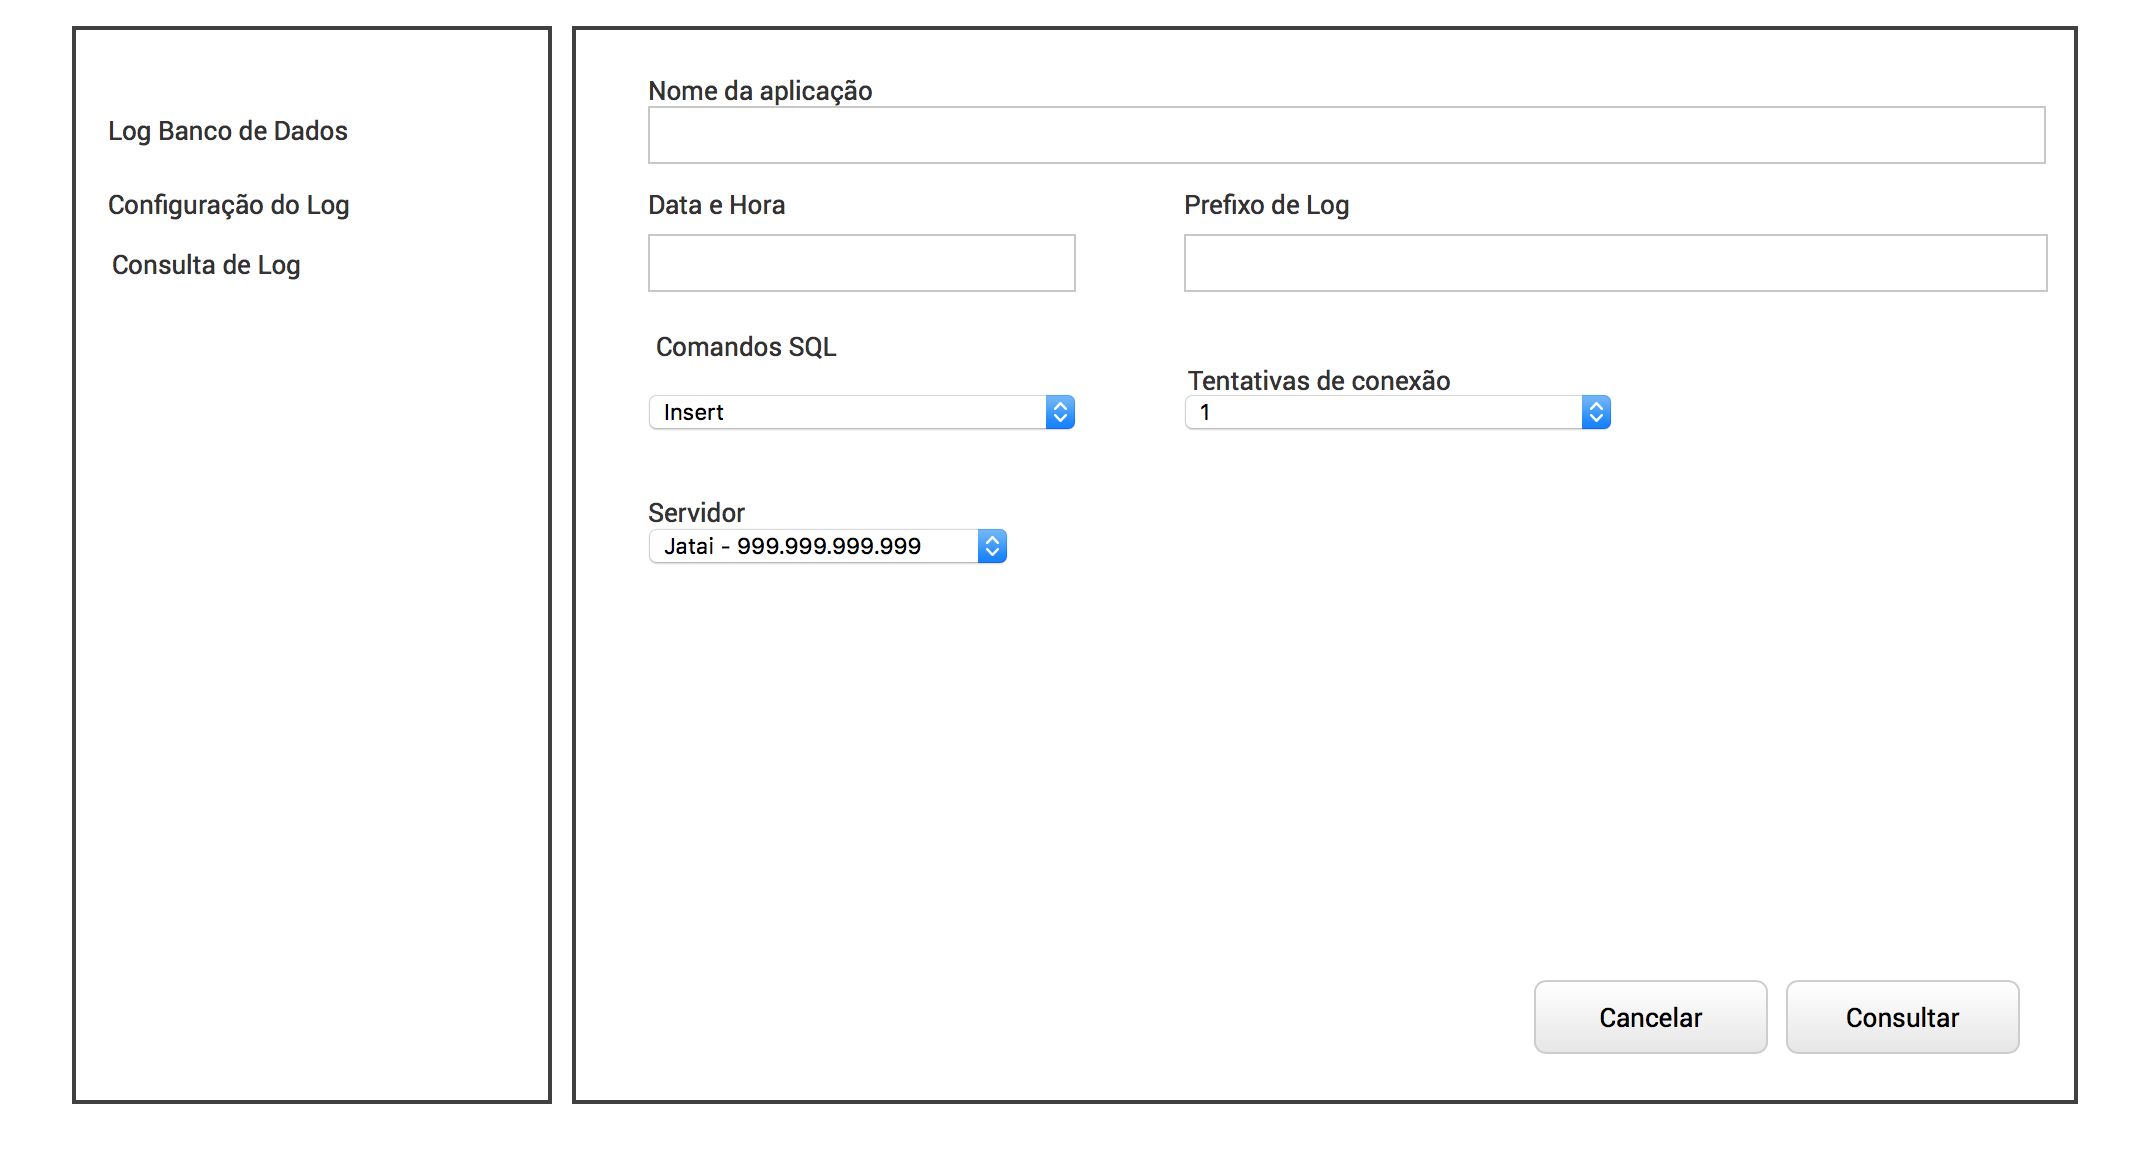 Log Banco de Dados
Configuração do Log
Consulta de Log
Nome da aplicação
Data e Hora
Prefixo de Log
Comandos SQL
Insert
Tentativas de conexão
1
Servidor
Jatai - 999.999.999.999
Cancelar
Consultar